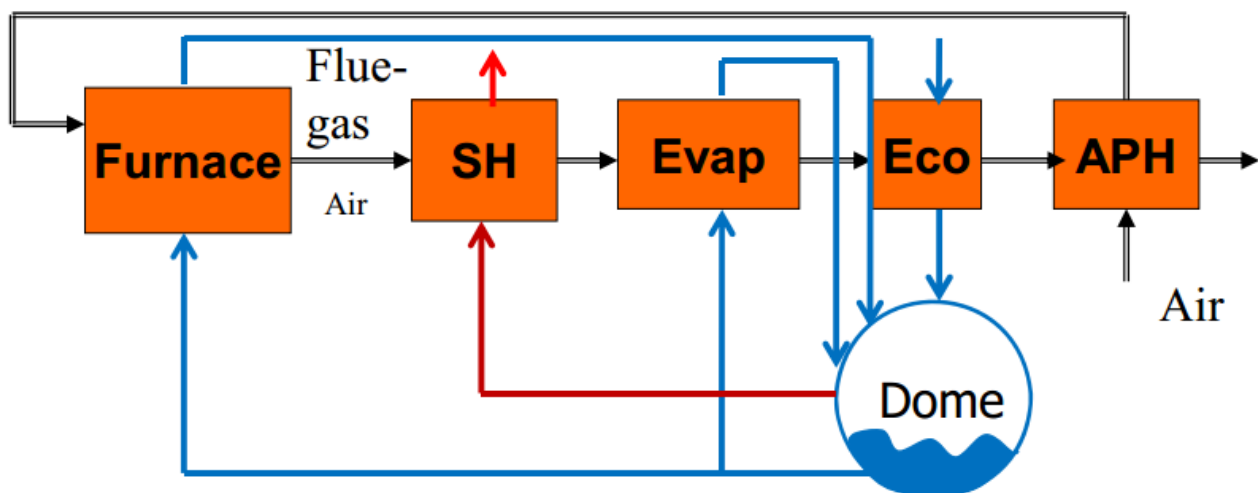 Flue-
gas
Furnace
SH
Evap
Eco
APH
Air
Air
Dome